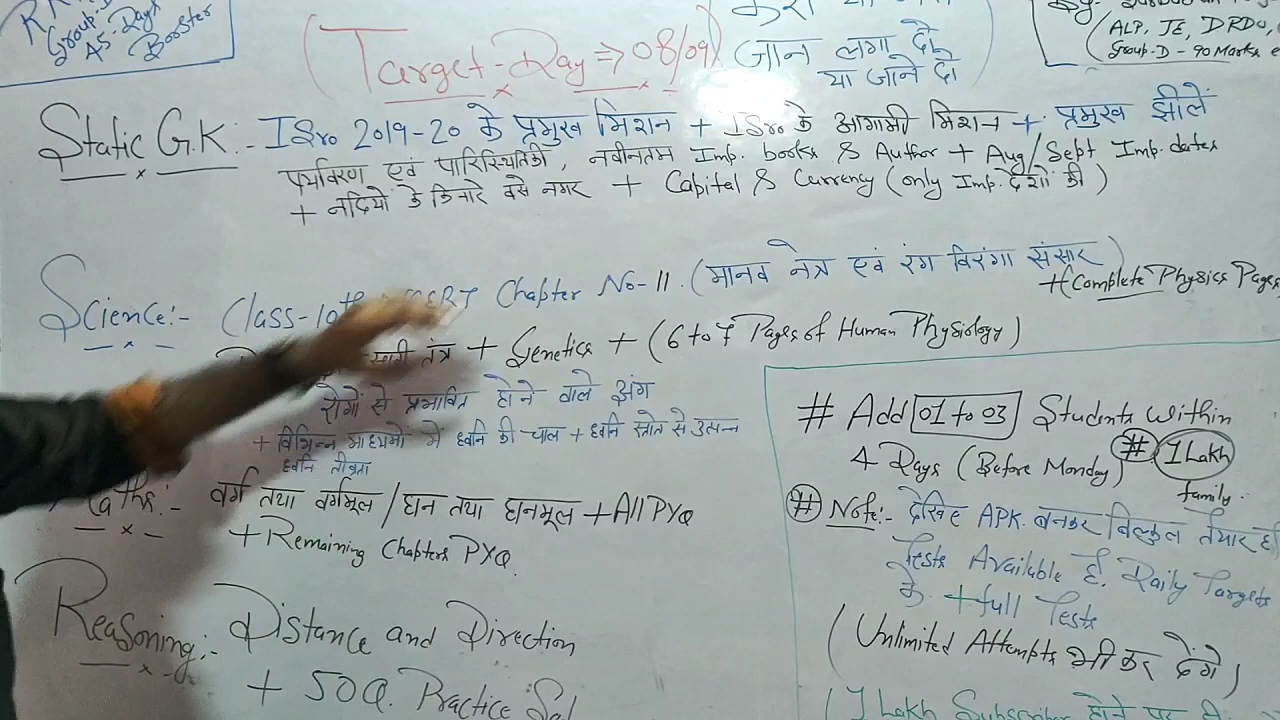 Group-D
45-Days
Booster
(Target-Day ⇒ 08/09)
जान लगा दो
या जाने दो
By:-
(ALP, JE, DRDO,
Group-D - 90 Marks
Static G.K:- ISro 2019-20 के प्रमुख मिशन + ISro के आगामी मिशन + प्रमुख झीलें
पर्यावरण एवं पारिस्थितिकी, नवीनतम Imp. books & Author + Aug/Sept Imp. dates
+ नदियों के किनारे बसे नगर + Capital & Currency (only Imp. देशों की)
Science:- Class-10th NCERT Chapter No-11. (मानव नेत्र एवं रंग बिरंगा संसार)
+(Complete Physics Pages
तंत्र + Genetics + (6 to 7 Pages of Human Physiology)
रोगों से प्रभावित होने वाले अंग
+ विभिन्न माध्यमों में ध्वनि की चाल + ध्वनि स्रोत से उत्पन्न
ध्वनि तीव्रता
Maths:- वर्ग तथा वर्गमूल/घन तथा घनमूल + All PYQ
+ Remaining Chapters PYQ.
Reasoning:- Distance and Direction
+ 50Q. Practice Set
# Add 01 to 03 Students within
4 Days (Before Monday) # 1 Lakh
family.
# Note:- देखिए APK. बनकर बिल्कुल तैयार है
Tests Available है. Daily Targets
के. + full Tests
(Unlimited Attempts भी कर देंगे)
(1 Lakh Subscriber होने पर ही